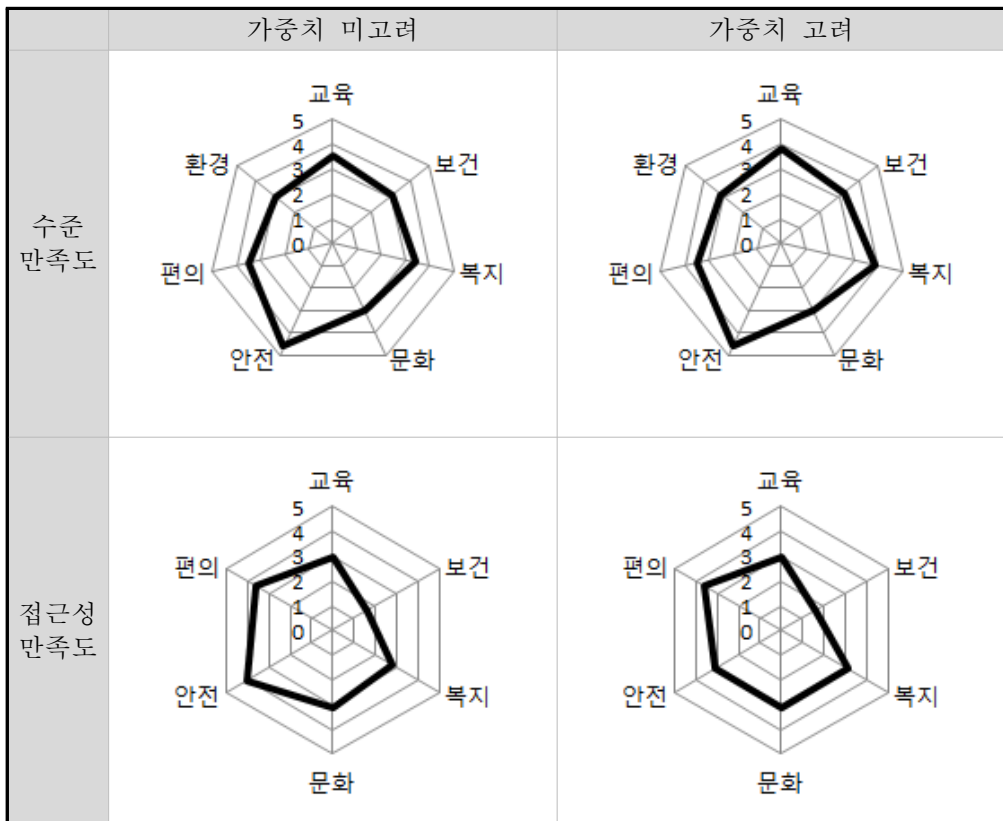 가중치 미고려
가중치 고려
수준
만족도
교육
보건
복지
문화
안전
편의
환경
5
4
3
2
1
0
교육
보건
복지
문화
안전
편의
환경
5
4
3
2
1
0
접근성
만족도
교육
보건
복지
문화
안전
편의
5
4
3
2
1
0
교육
보건
복지
문화
안전
편의
5
4
3
2
1
0